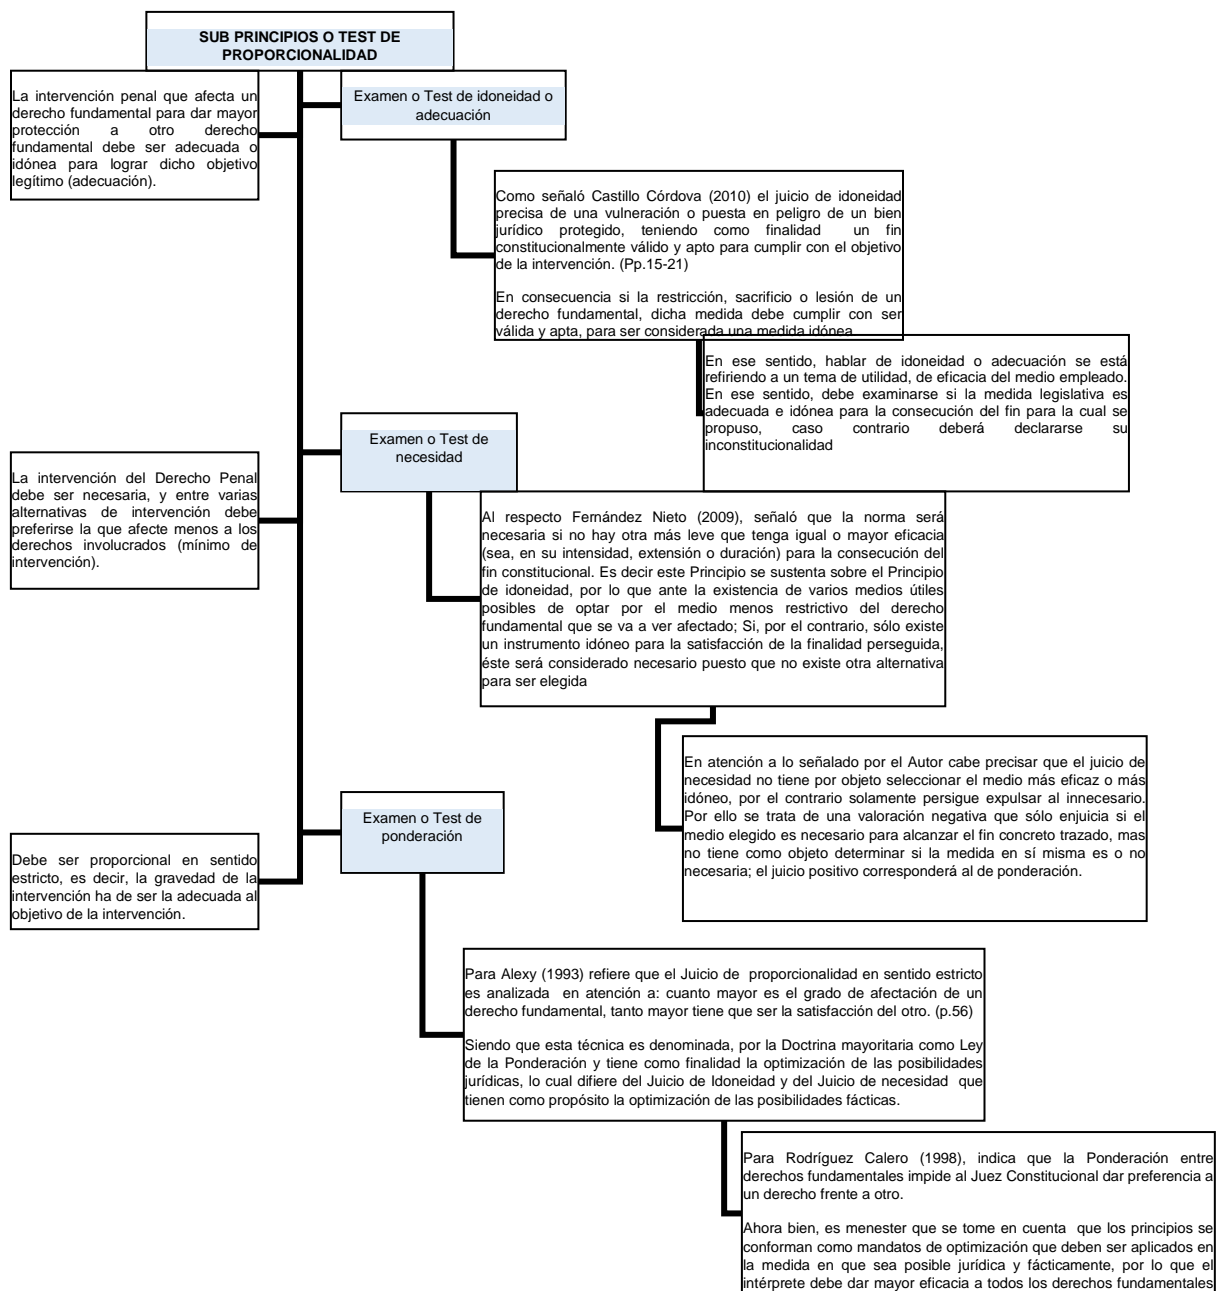 SUB PRINCIPIOS O TEST DE
PROPORCIONALIDAD
La intervención penal que afecta un
derecho fundamental para dar mayor
protección a otro derecho
fundamental debe ser adecuada o
idónea para lograr dicho objetivo
legítimo (adecuación).
Examen o Test de idoneidad o
adecuación
Como señaló Castillo Córdova (2010) el juicio de idoneidad
precisa de una vulneración o puesta en peligro de un bien
jurídico protegido, teniendo como finalidad un fin
constitucionalmente válido y apto para cumplir con el objetivo
de la intervención. (Pp.15-21)
En consecuencia si la restricción, sacrificio o lesión de un
derecho fundamental, dicha medida debe cumplir con ser
válida y apta, para ser considerada una medida idónea
En ese sentido, hablar de idoneidad o adecuación se está
refiriendo a un tema de utilidad, de eficacia del medio empleado.
En ese sentido, debe examinarse si la medida legislativa es
adecuada e idónea para la consecución del fin para la cual se
propuso, caso contrario deberá declararse su
inconstitucionalidad
Examen o Test de
necesidad
La intervención del Derecho Penal
debe ser necesaria, y entre varias
alternativas de intervención debe
preferirse la que afecte menos a los
derechos involucrados (mínimo de
intervención).
Al respecto Fernández Nieto (2009), señaló que la norma será
necesaria si no hay otra más leve que tenga igual o mayor eficacia
(sea, en su intensidad, extensión o duración) para la consecución del
fin constitucional. Es decir este Principio se sustenta sobre el Principio
de idoneidad, por lo que ante la existencia de varios medios útiles
posibles de optar por el medio menos restrictivo del derecho
fundamental que se va a ver afectado; Si, por el contrario, sólo existe
un instrumento idóneo para la satisfacción de la finalidad perseguida,
éste será considerado necesario puesto que no existe otra alternativa
para ser elegida
En atención a lo señalado por el Autor cabe precisar que el juicio de
necesidad no tiene por objeto seleccionar el medio más eficaz o más
idóneo, por el contrario solamente persigue expulsar al innecesario.
Por ello se trata de una valoración negativa que sólo enjuicia si el
medio elegido es necesario para alcanzar el fin concreto trazado, mas
no tiene como objeto determinar si la medida en sí misma es o no
necesaria; el juicio positivo corresponderá al de ponderación.
Examen o Test de
ponderación
Debe ser proporcional en sentido
estricto, es decir, la gravedad de la
intervención ha de ser la adecuada al
objetivo de la intervención.
Para Alexy (1993) refiere que el Juicio de proporcionalidad en sentido estricto
es analizada en atención a: cuanto mayor es el grado de afectación de un
derecho fundamental, tanto mayor tiene que ser la satisfacción del otro. (p.56)
Siendo que esta técnica es denominada, por la Doctrina mayoritaria como Ley
de la Ponderación y tiene como finalidad la optimización de las posibilidades
jurídicas, lo cual difiere del Juicio de Idoneidad y del Juicio de necesidad que
tienen como propósito la optimización de las posibilidades fácticas.
Para Rodríguez Calero (1998), indica que la Ponderación entre
derechos fundamentales impide al Juez Constitucional dar preferencia a
un derecho frente a otro.
Ahora bien, es menester que se tome en cuenta que los principios se
conforman como mandatos de optimización que deben ser aplicados en
la medida en que sea posible jurídica y fácticamente, por lo que el
intérprete debe dar mayor eficacia a todos los derechos fundamentales